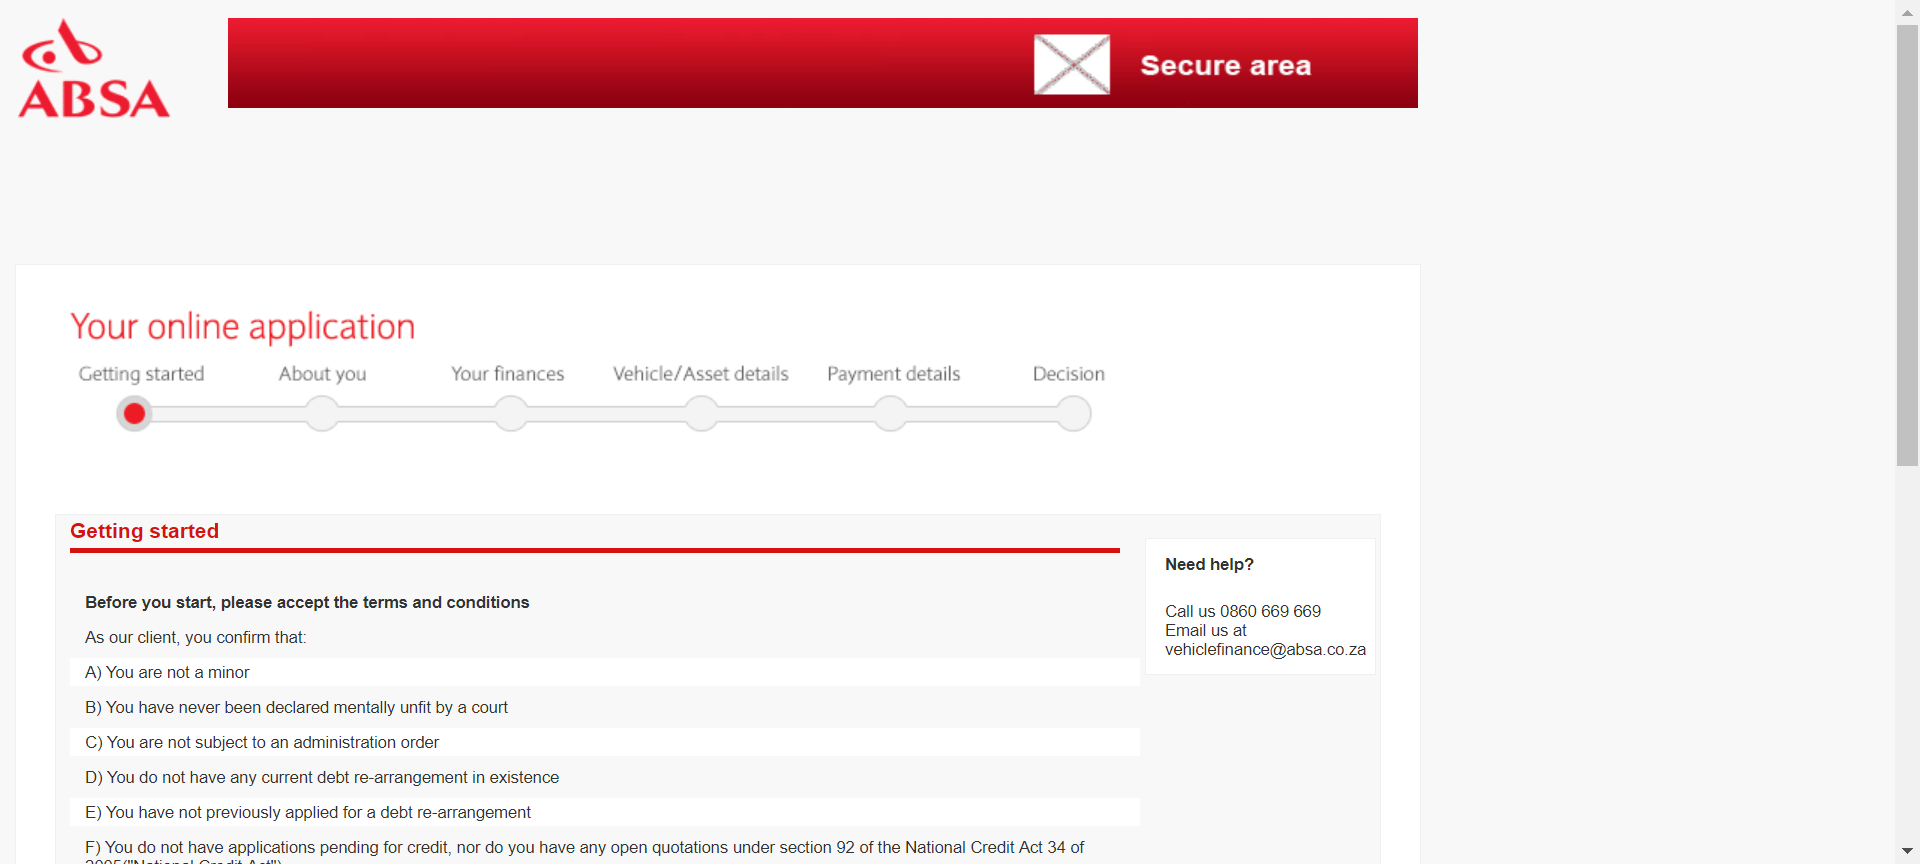 ABSA
Secure area
Your online application
Getting started
About you
Your finances
Vehicle/Asset details
Payment details
Decision
Getting started
Before you start, please accept the terms and conditions
As our client, you confirm that:
A) You are not a minor
B) You have never been declared mentally unfit by a court
C) You are not subject to an administration order
D) You do not have any current debt re-arrangement in existence
E) You have not previously applied for a debt re-arrangement
F) You do not have applications pending for credit, nor do you have any open quotations under section 92 of the National Credit Act 34 of
2005("National Credit Act")
Need help?
Call us 0860 669 669
Email us at
vehiclefinance@absa.co.za